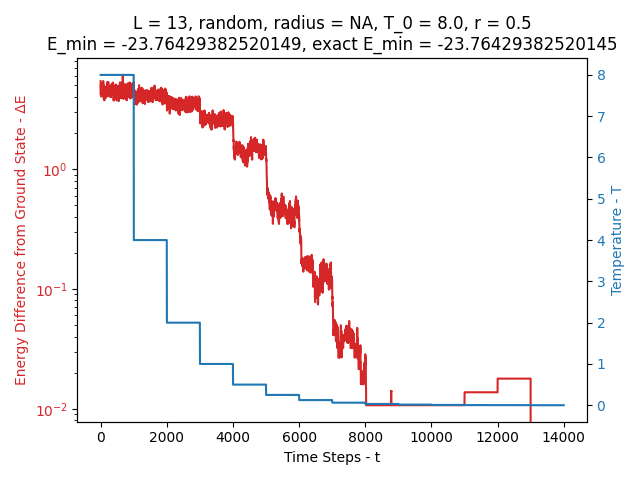 L = 13, random, radius = NA, T_0 = 8.0, r = 0.5
E_min = -23.76429382520149, exact E_min = -23.76429382520145
Energy Difference from Ground State - ΔE
10⁰
10⁻¹
10⁻²
8
7
6
5
4
3
2
1
0
Temperature - T
0 2000 4000 6000 8000 10000 12000 14000
Time Steps - t